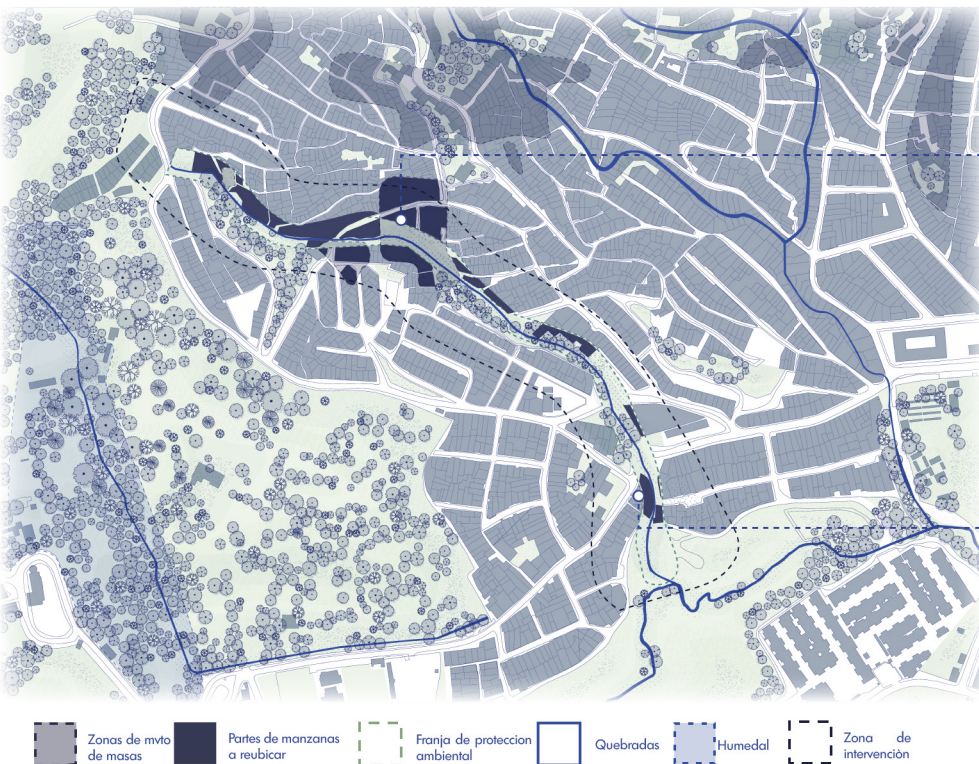 Zonas de mvto
de masas
Partes de manzanas
a reubicar
Franja de proteccion
ambiental
Quebradas
Humedal
Zona de
intervenciòn